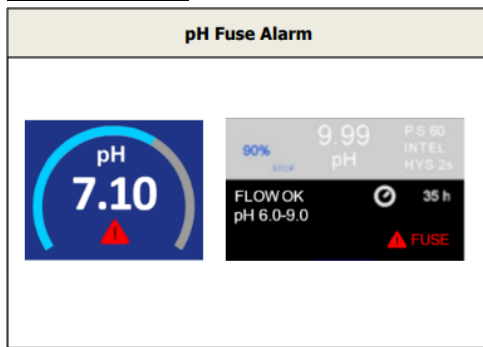 pH Fuse Alarm
pH
7.10
90%
STOP
9.99
pH
P.S 60
INTEL
HYS 2s
FLOW OK
35 h
pH 6.0-9.0
FUSE